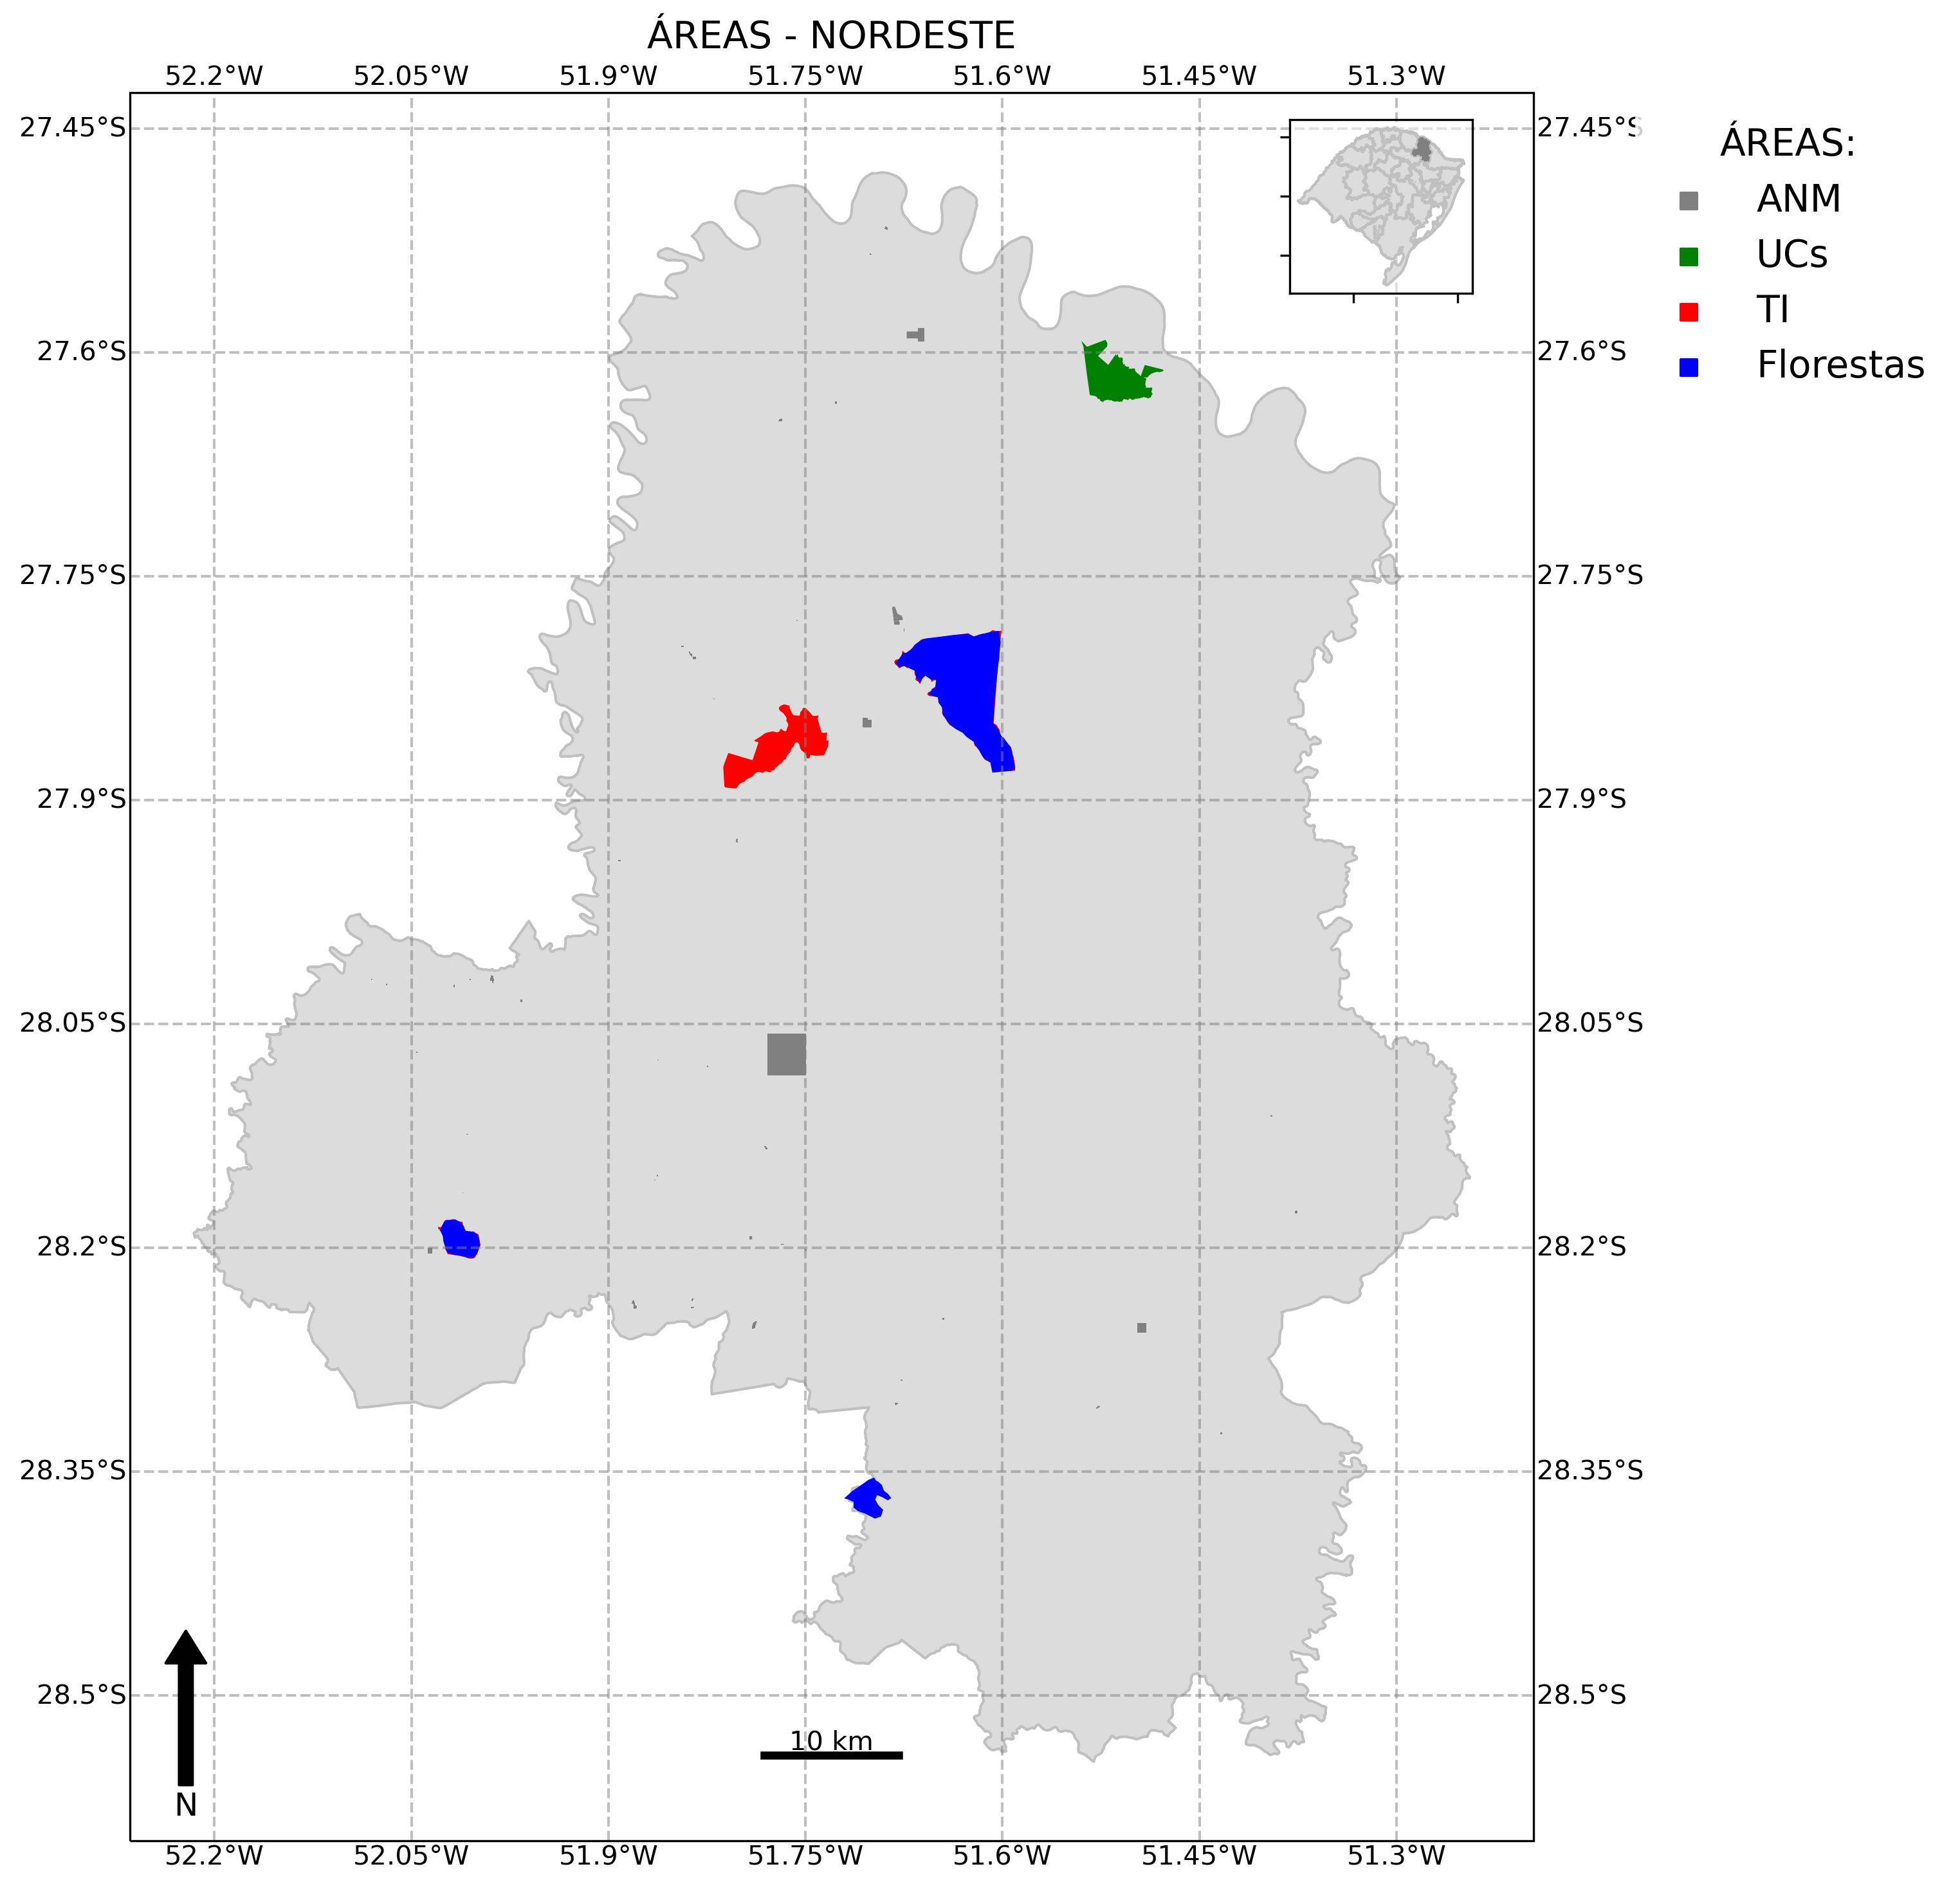 ÁREAS - NORDESTE
52.2°W 52.05°W 51.9°W 51.75°W 51.6°W 51.45°W 51.3°W
27.45°S 27.45°S
ÁREAS:
ANM
UCs
TI
Florestas
27.6°S 27.6°S
27.75°S 27.75°S
27.9°S 27.9°S
28.05°S 28.05°S
28.2°S 28.2°S
28.35°S 28.35°S
28.5°S 28.5°S
10 km
N
52.2°W 52.05°W 51.9°W 51.75°W 51.6°W 51.45°W 51.3°W